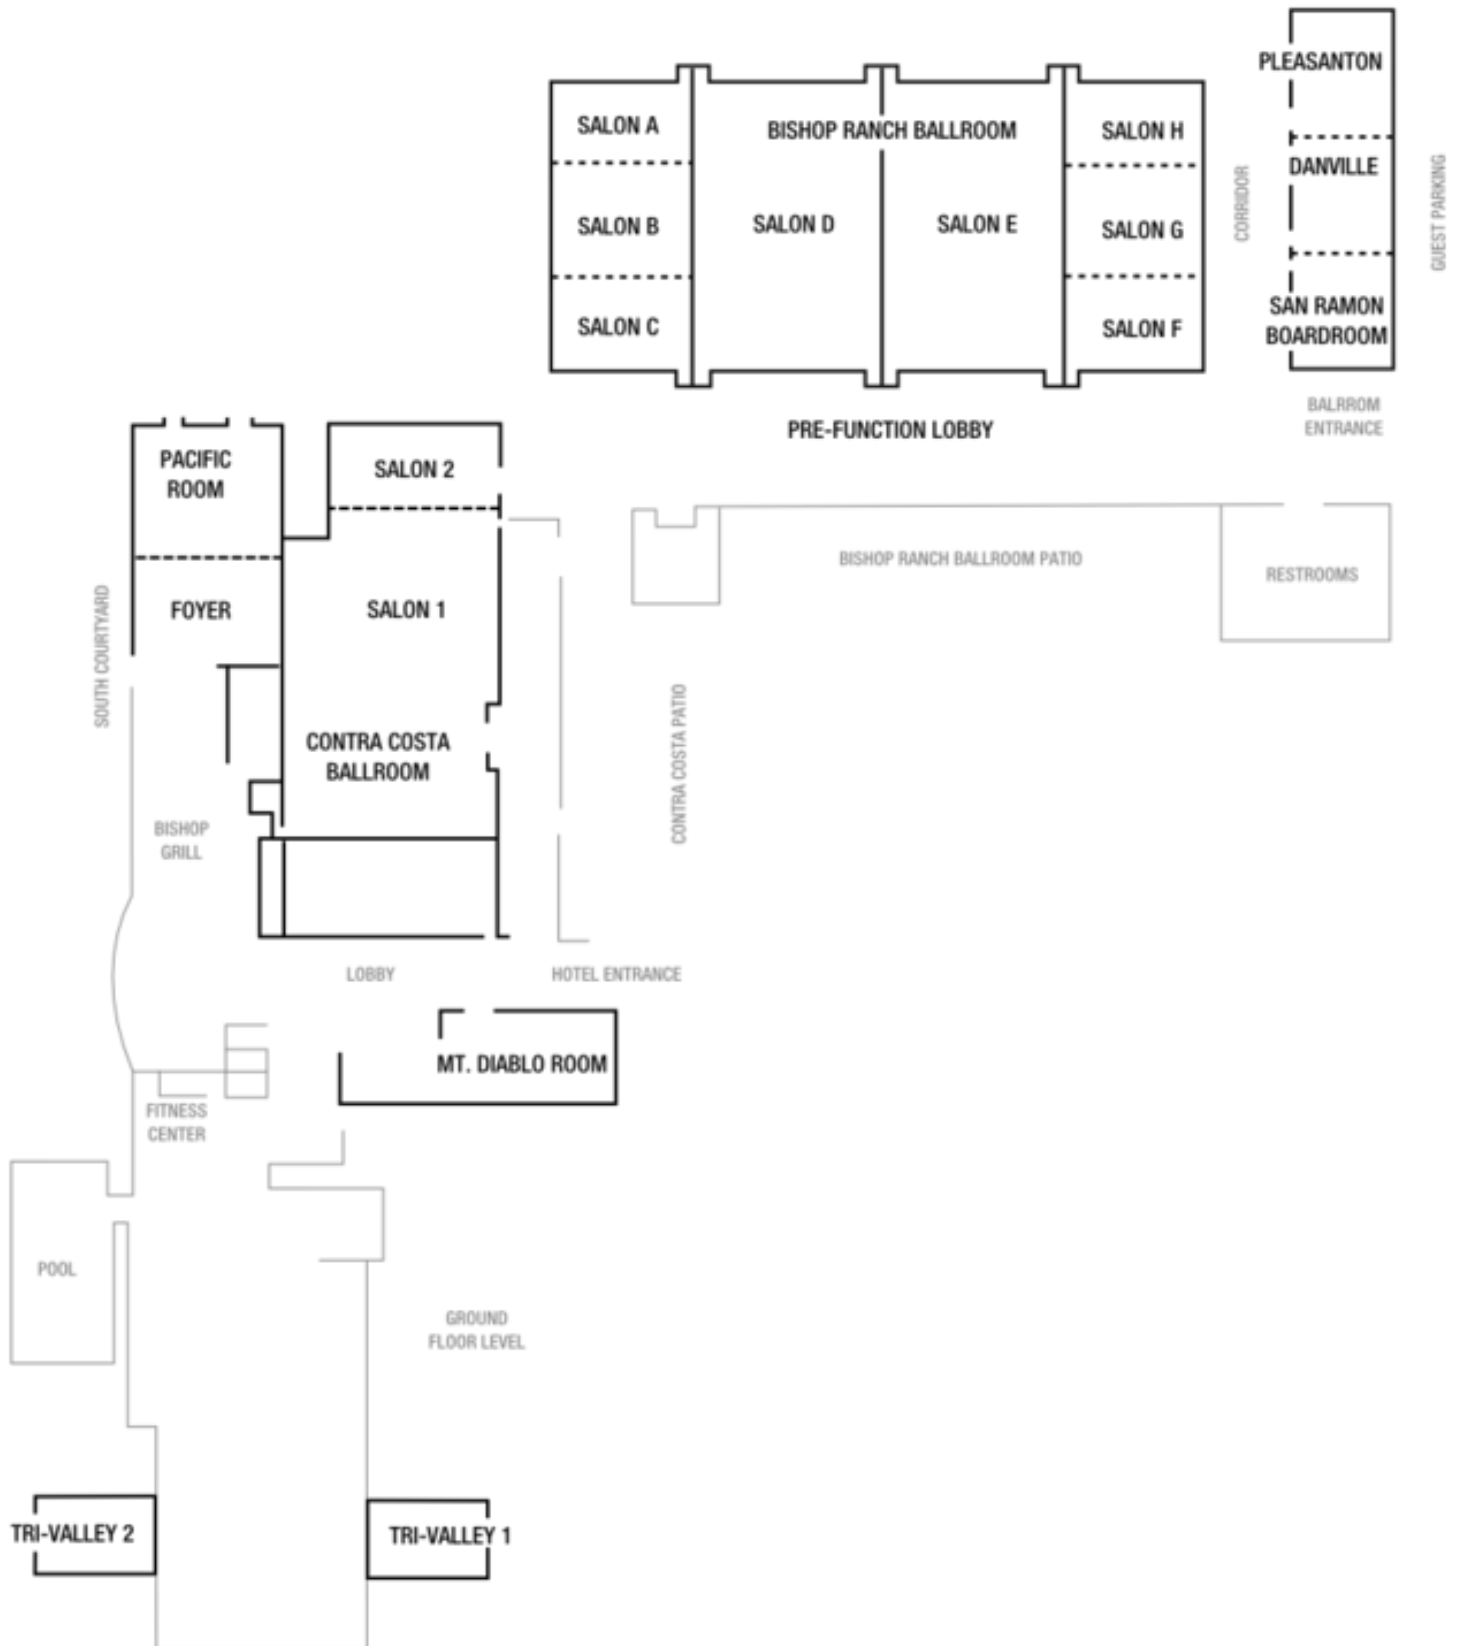 PLEASANTON
SALON A
BISHOP RANCH BALLROOM
SALON H
DANVILLE
CORRIDOR
GUEST PARKING
SALON B
SALON D
SALON E
SALON G
SAN RAMON
BOARDROOM
SALON C
SALON F
BALRROM
ENTRANCE
PRE-FUNCTION LOBBY
PACIFIC
ROOM
SALON 2
BISHOP RANCH BALLROOM PATIO
RESTROOMS
SOUTH COURTYARD
FOYER
SALON 1
CONTRA COSTA PATIO
CONTRA COSTA
BALLROOM
BISHOP
GRILL
LOBBY
HOTEL ENTRANCE
MT. DIABLO ROOM
FITNESS
CENTER
POOL
GROUND
FLOOR LEVEL
TRI-VALLEY 2
TRI-VALLEY 1